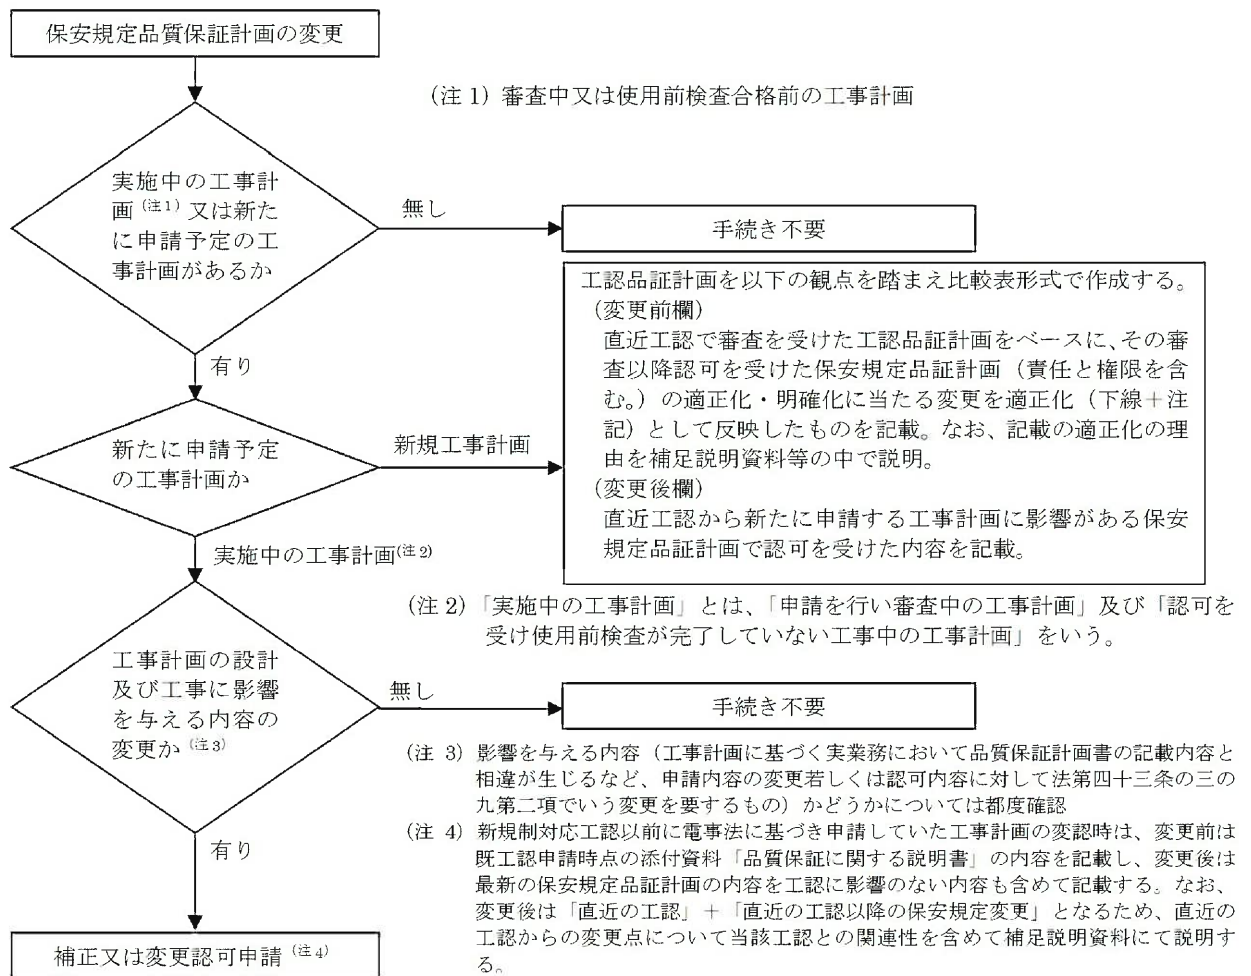 保安規定品質保証計画の変更
(注 1) 審査中又は使用前検査合格前の工事計画
実施中の工事計
画(注1)又は新た
に申請予定の工
事計画があるか
無し
手続き不要
有り
新たに申請予定
の工事計画か
新規工事計画
工認品証計画を以下の観点を踏まえ比較表形式で作成する。
(変更前欄)
直近工認で審査を受けた工認品証計画をベースに、その審
査以降認可を受けた保安規定品証計画(責任と権限を含
む。)の適正化・明確化に当たる変更を適正化(下線+注
記)として反映したものを記載。なお、記載の適正化の理
由を補足説明資料等の中で説明。
(変更後欄)
直近工認から新たに申請する工事計画に影響がある保安
規定品証計画で認可を受けた内容を記載。
実施中の工事計画(注2)
(注 2)「実施中の工事計画」とは、「申請を行い審査中の工事計画」及び「認可を
受け使用前検査が完了していない工事中の工事計画」をいう。
工事計画の設計
及び工事に影響
を与える内容の
変更か(注3)
無し
手続き不要
(注 3) 影響を与える内容(工事計画に基づく実業務において品質保証計画書の記載内容と
相違が生じるなど、申請内容の変更若しくは認可内容に対して法第四十三条の三の
九第二項でいう変更を要するもの)かどうかについては都度確認
(注 4) 新規制対応工認以前に電事法に基づき申請していた工事計画の変認時は、変更前は
既工認申請時点の添付資料「品質保証に関する説明書」の内容を記載し、変更後は
最新の保安規定品証計画の内容を工認に影響のない内容も含めて記載する。なお、
変更後は「直近の工認」+「直近の工認以降の保安規定変更」となるため、直近の
工認からの変更点について当該工認との関連性を含めて補足説明資料にて説明す
る。
有り
補正又は変更認可申請(注4)